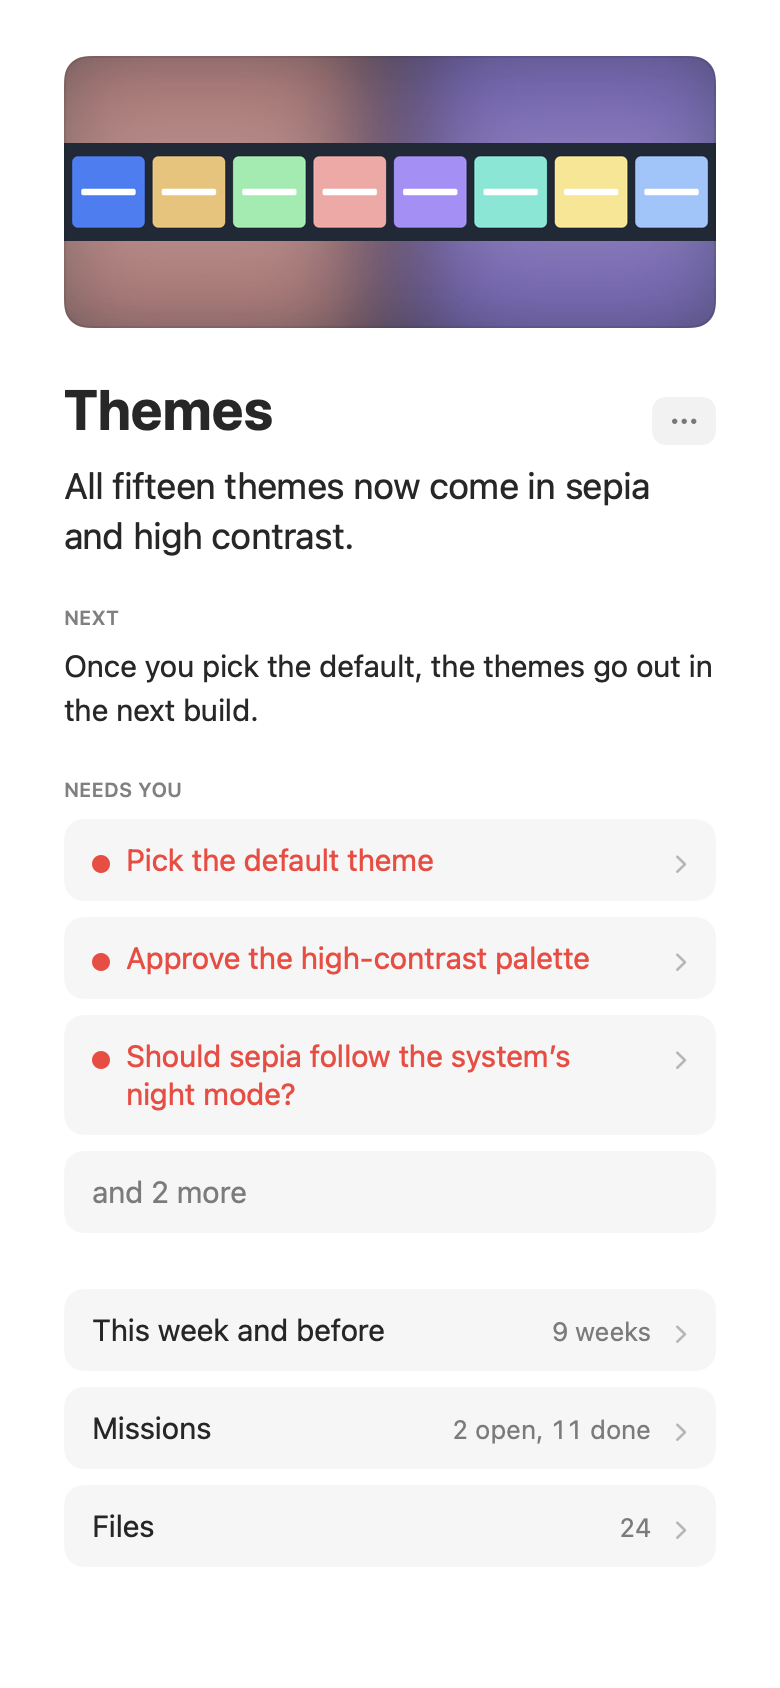 Themes
All fifteen themes now come in sepia
and high contrast.
NEXT
Once you pick the default, the themes go out in
the next build.
NEEDS YOU
Pick the default theme
Approve the high-contrast palette
Should sepia follow the system’s
night mode?
and 2 more
This week and before 9 weeks
Missions 2 open, 11 done
Files 24